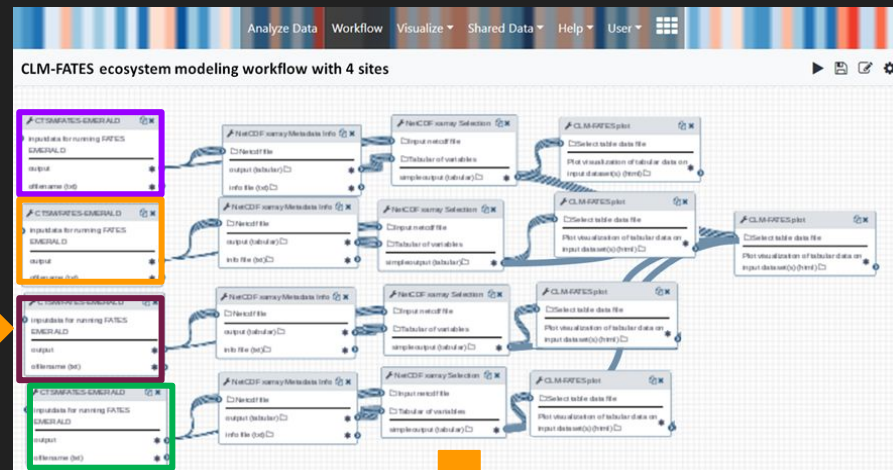 Analyze Data Workflow Visualize Shared Data Help User
CLM-FATES ecosystem modeling workflow with 4 sites
CTSM/FATES-EMERALD
inputdata for running FATES
EMERALD
output
ofilename (txt)
NetCDF xarray Metadata Info
Netcdf file
output (tabular)
info file (txt)
NetCDF xarray Selection
Input netcdf file
Tabular of variables
simpleoutput (tabular)
CLM-FATES plot
Select table data file
Plot visualization of tabular data on
input dataset(s) (html)
CTSM/FATES-EMERALD
inputdata for running FATES
EMERALD
output
ofilename (txt)
NetCDF xarray Metadata Info
Netcdf file
output (tabular)
info file (txt)
NetCDF xarray Selection
Input netcdf file
Tabular of variables
simpleoutput (tabular)
CLM-FATES plot
Select table data file
Plot visualization of tabular data on
input dataset(s) (html)
CLM-FATES plot
Select table data file
Plot visualization of tabular data on
input dataset(s) (html)
CTSM/FATES-EMERALD
inputdata for running FATES
EMERALD
output
ofilename (txt)
NetCDF xarray Metadata Info
Netcdf file
output (tabular)
info file (txt)
NetCDF xarray Selection
Input netcdf file
Tabular of variables
simpleoutput (tabular)
CLM-FATES plot
Select table data file
Plot visualization of tabular data on
input dataset(s) (html)
CTSM/FATES-EMERALD
inputdata for running FATES
EMERALD
output
ofilename (txt)
NetCDF xarray Metadata Info
Netcdf file
output (tabular)
info file (txt)
NetCDF xarray Selection
Input netcdf file
Tabular of variables
simpleoutput (tabular)
CLM-FATES plot
Select table data file
Plot visualization of tabular data on
input dataset(s) (html)